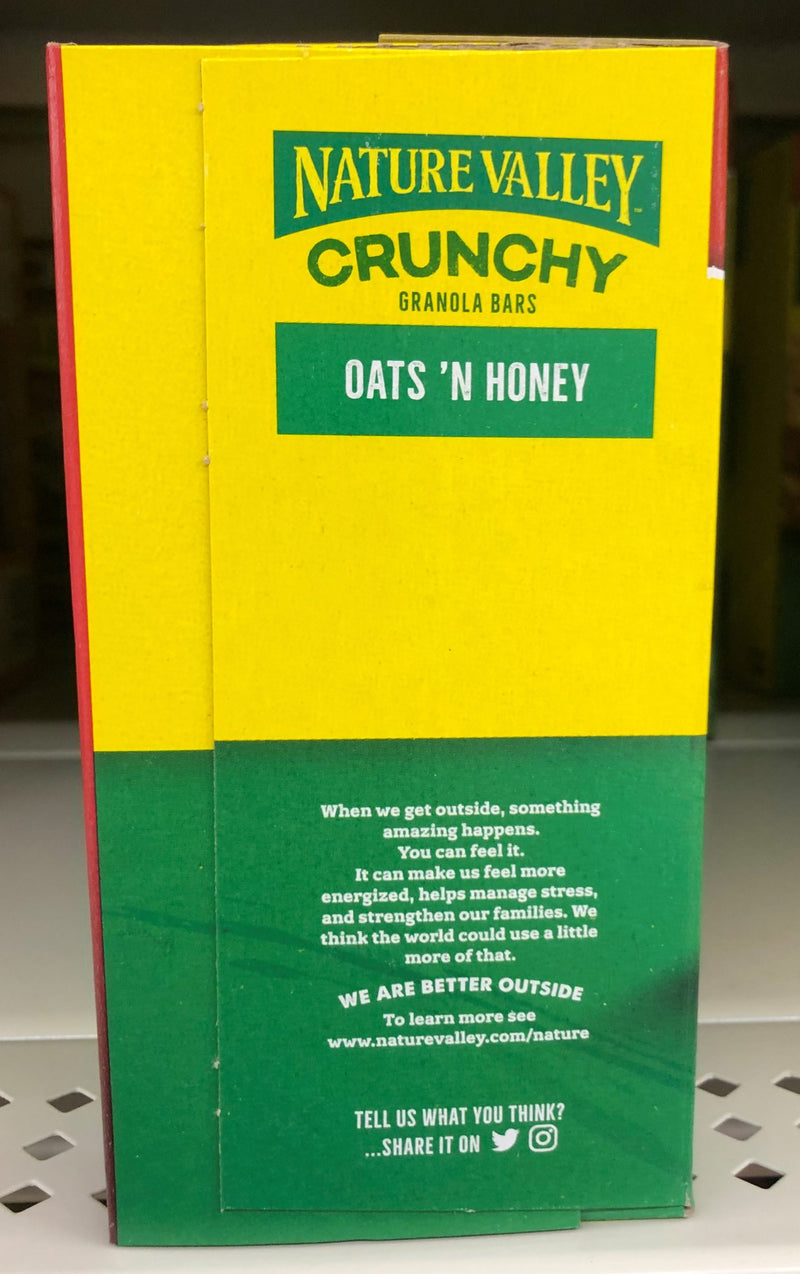 NATURE VALLEY
CRUNCHY
GRANOLA BARS
OATS 'N HONEY
When we get outside, something
amazing happens.
You can feel it.
It can make us feel more
energized, helps manage stress,
and strengthen our families. We
think the world could use a little
more of that.
WE ARE BETTER OUTSIDE
To learn more see
www.naturevalley.com/nature
TELL US WHAT YOU THINK?
...SHARE IT ON